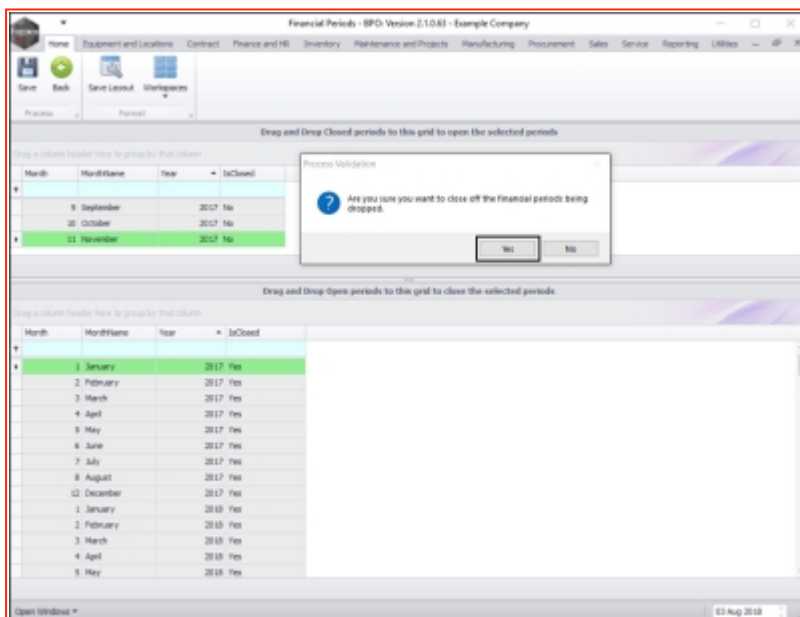 Financial Periods - BPO: Version 2.1.0.63 - Example Company
Home Equipment and Locations Contract Finance and HR Inventory Maintenance and Projects Manufacturing Procurement Sales Service Reporting Utilities
Save Back Save Layout Workspaces
Process Format
Drag and Drop Closed periods to this grid to open the selected periods
Drag a column header here to group by that column
Month MonthName Year IsClosed
9 September 2017 No
10 October 2017 No
11 November 2017 No
Process Validation
Are you sure you want to close off the financial periods being
dropped.
Yes No
Drag and Drop Open periods to this grid to close the selected periods
Drag a column header here to group by that column
Month MonthName Year IsClosed
1 January 2017 Yes
2 February 2017 Yes
3 March 2017 Yes
4 April 2017 Yes
5 May 2017 Yes
6 June 2017 Yes
7 July 2017 Yes
8 August 2017 Yes
12 December 2017 Yes
1 January 2018 Yes
2 February 2018 Yes
3 March 2018 Yes
4 April 2018 Yes
5 May 2018 Yes
Open Windows
03 Aug 2018